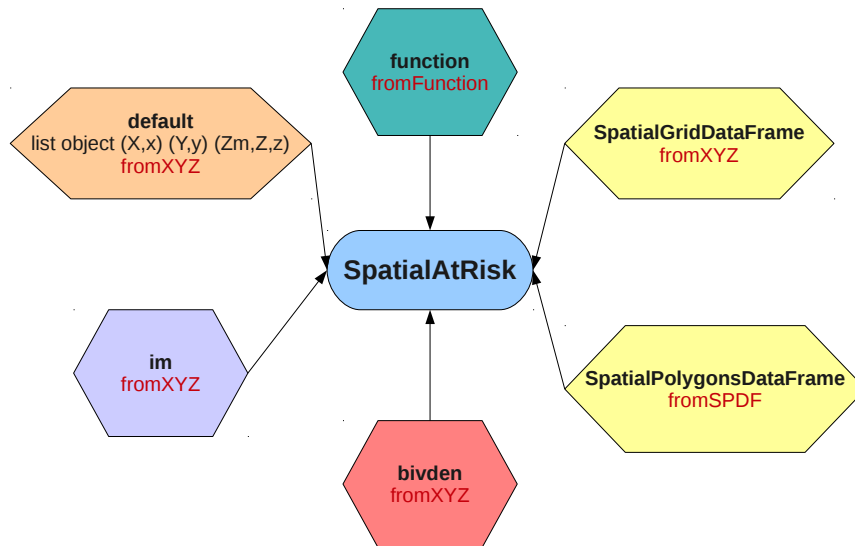 function
fromFunction
default
list object (X,x) (Y,y) (Zm,Z,z)
fromXYZ
SpatialGridDataFrame
fromXYZ
SpatialAtRisk
im
fromXYZ
SpatialPolygonsDataFrame
fromSPDF
bivden
fromXYZ